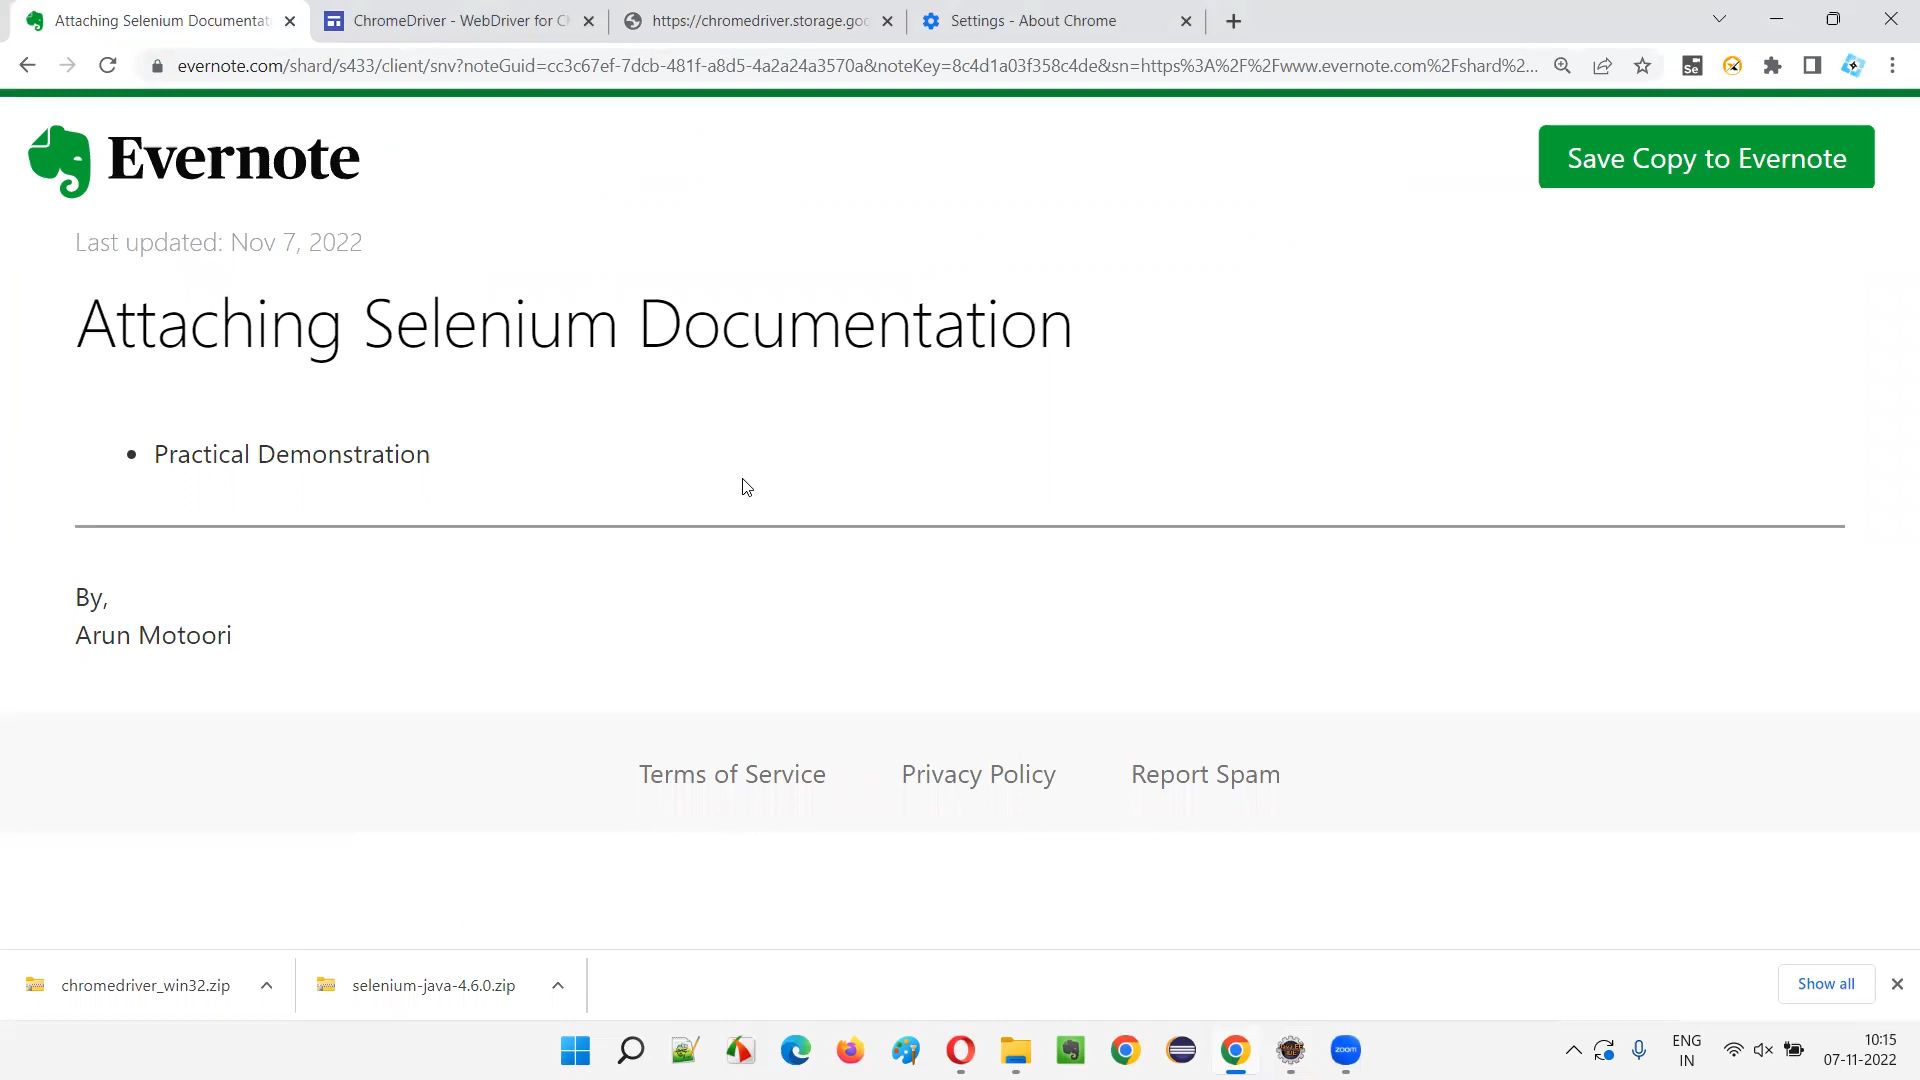 Attaching Selenium Documentat
ChromeDriver - WebDriver for C
https://chromedriver.storage.goo
Settings - About Chrome
evernote.com/shard/s433/client/snv?noteGuid=cc3c67ef-7dcb-481f-a8d5-4a2a24a3570a&noteKey=8c4d1a03f358c4de&sn=https%3A%2F%2Fwww.evernote.com%2Fshard%2...
Se
Evernote
Save Copy to Evernote
Last updated: Nov 7, 2022
Attaching Selenium Documentation
• Practical Demonstration
By,
Arun Motoori
Terms of Service
Privacy Policy
Report Spam
chromedriver_win32.zip
selenium-java-4.6.0.zip
Show all
zoom
ENG
IN
10:15
07-11-2022